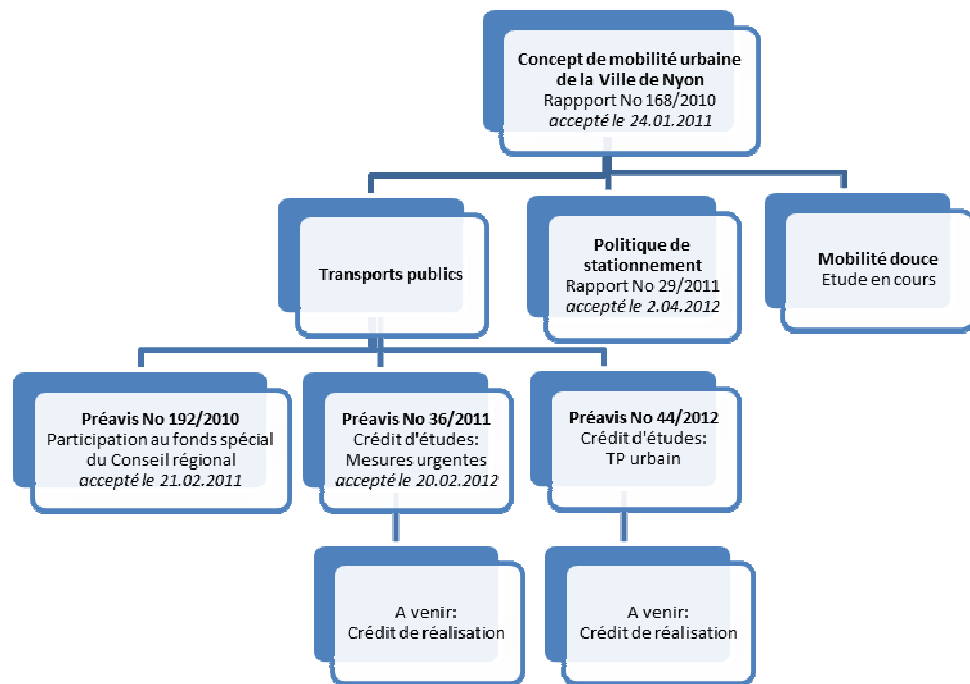 Concept de mobilité urbaine
de la Ville de Nyon
Rappport No 168/2010
accepté le 24.01.2011
Transports publics
Politique de
stationnement
Rapport No 29/2011
accepté le 2.04.2012
Mobilité douce
Etude en cours
Préavis No 192/2010
Participation au fonds spécial
du Conseil régional
accepté le 21.02.2011
Préavis No 36/2011
Crédit d'études:
Mesures urgentes
accepté le 20.02.2012
Préavis No 44/2012
Crédit d'études:
TP urbain
A venir:
Crédit de réalisation
A venir:
Crédit de réalisation